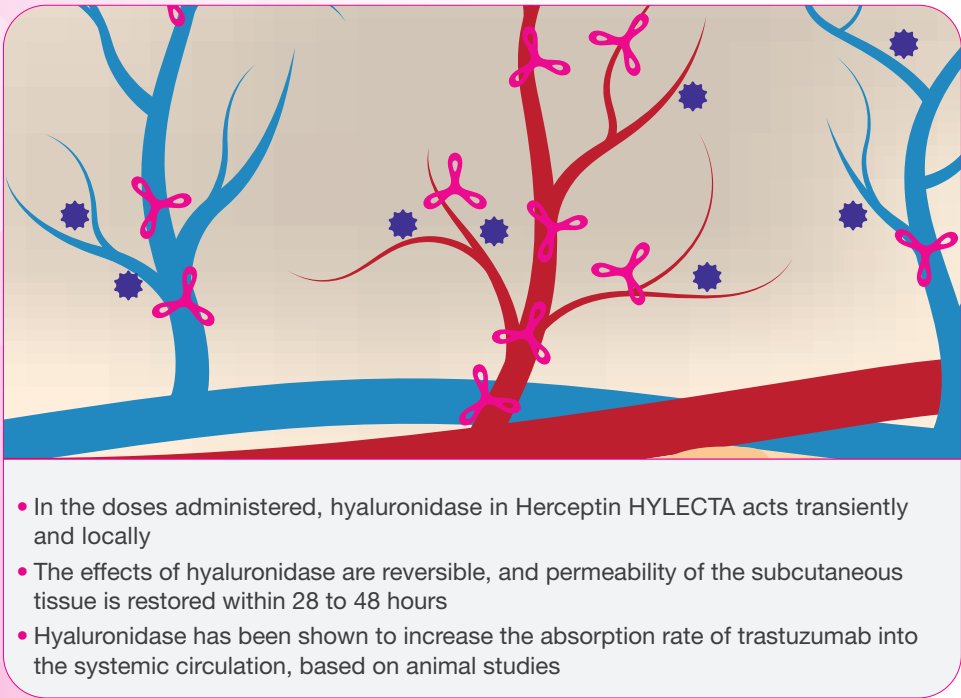 • In the doses administered, hyaluronidase in Herceptin HYLECTA acts transiently
and locally
• The effects of hyaluronidase are reversible, and permeability of the subcutaneous
tissue is restored within 28 to 48 hours
• Hyaluronidase has been shown to increase the absorption rate of trastuzumab into
the systemic circulation, based on animal studies